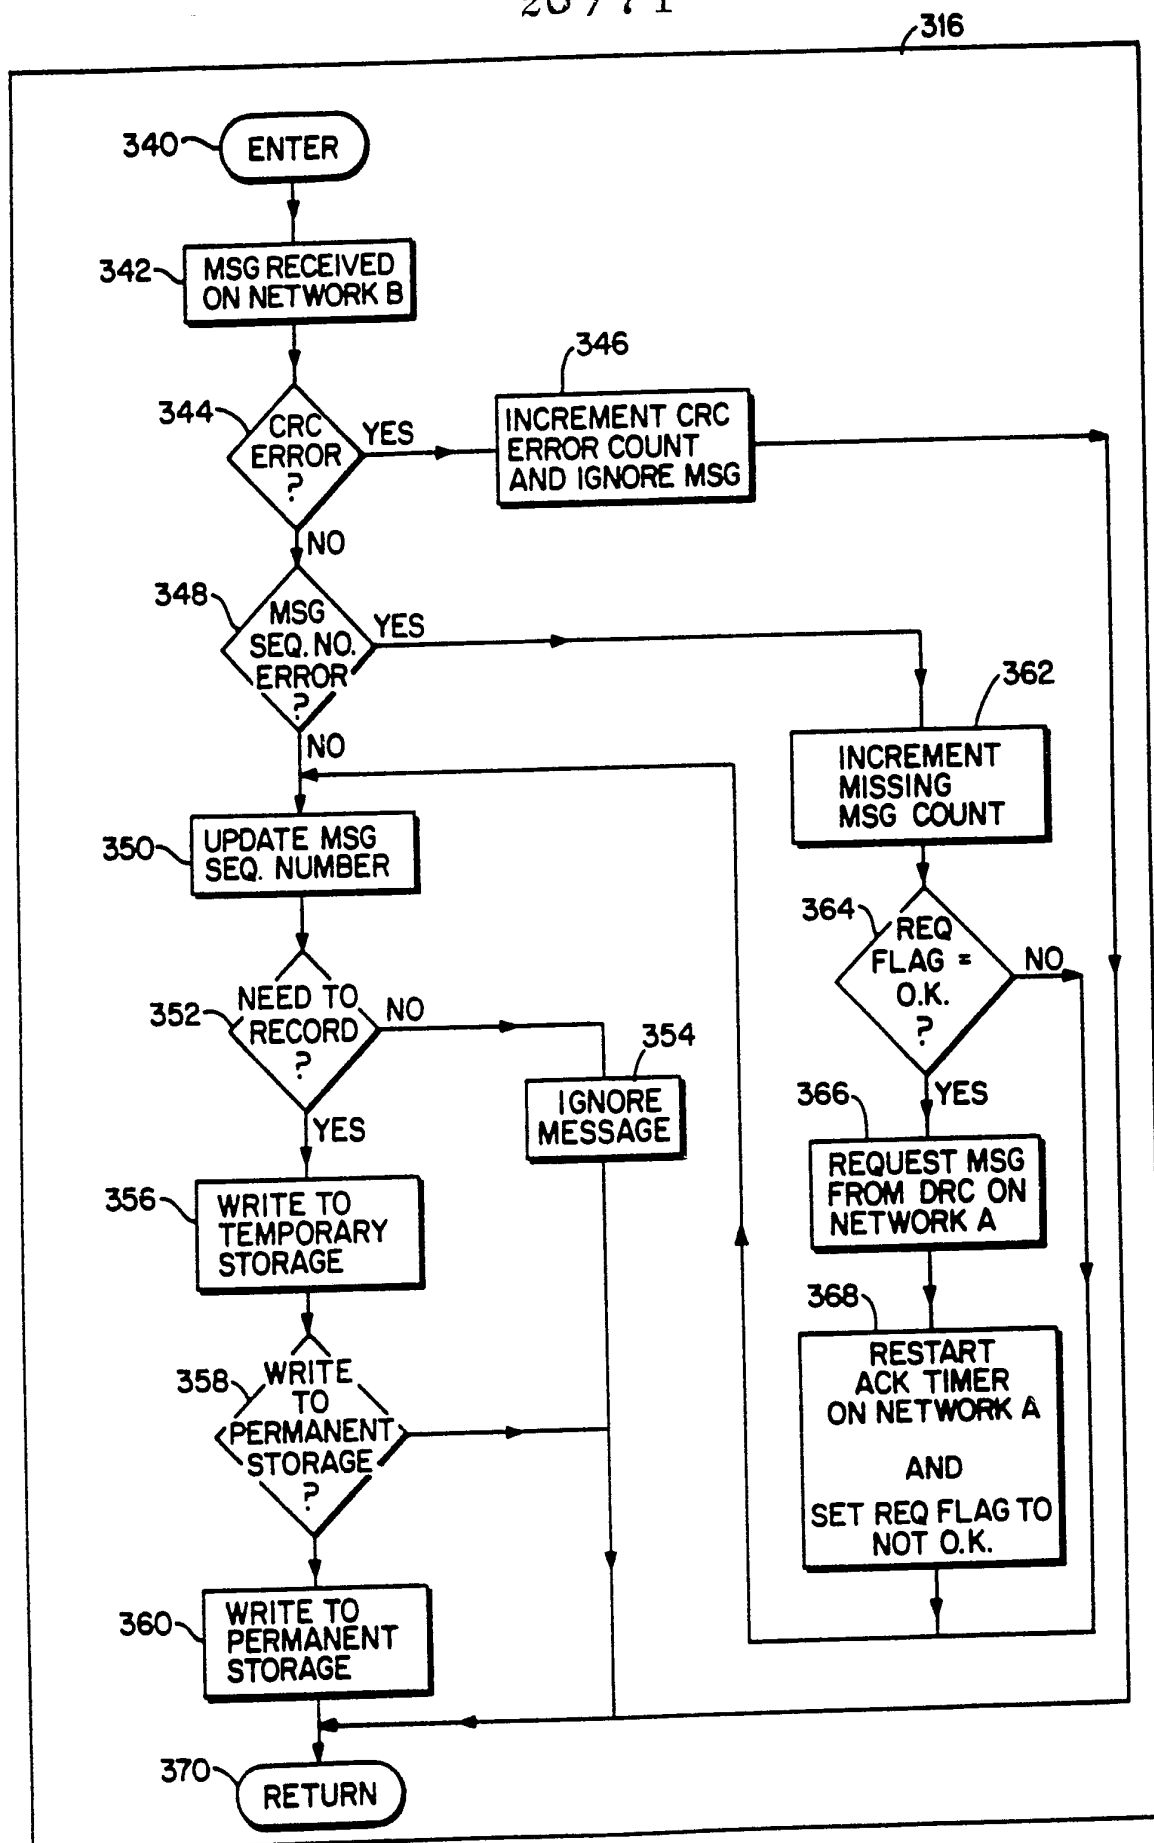 316
340
ENTER
342
MSG RECEIVED
ON NETWORK B
346
344
CRC
ERROR
?
YES
INCREMENT CRC
ERROR COUNT
AND IGNORE MSG
NO
348
MSG
SEQ. NO.
ERROR
?
YES
362
NO
INCREMENT
MISSING
MSG COUNT
350
UPDATE MSG
SEQ. NUMBER
364
REQ
FLAG =
O.K.
?
NO
352
NEED TO
RECORD
?
NO
354
IGNORE
MESSAGE
YES
366
YES
REQUEST MSG
FROM DRC ON
NETWORK A
356
WRITE TO
TEMPORARY
STORAGE
368
RESTART
ACK TIMER
ON NETWORK A
AND
SET REQ FLAG TO
NOT O.K.
358
WRITE
TO
PERMANENT
STORAGE
?
360
WRITE TO
PERMANENT
STORAGE
370
RETURN